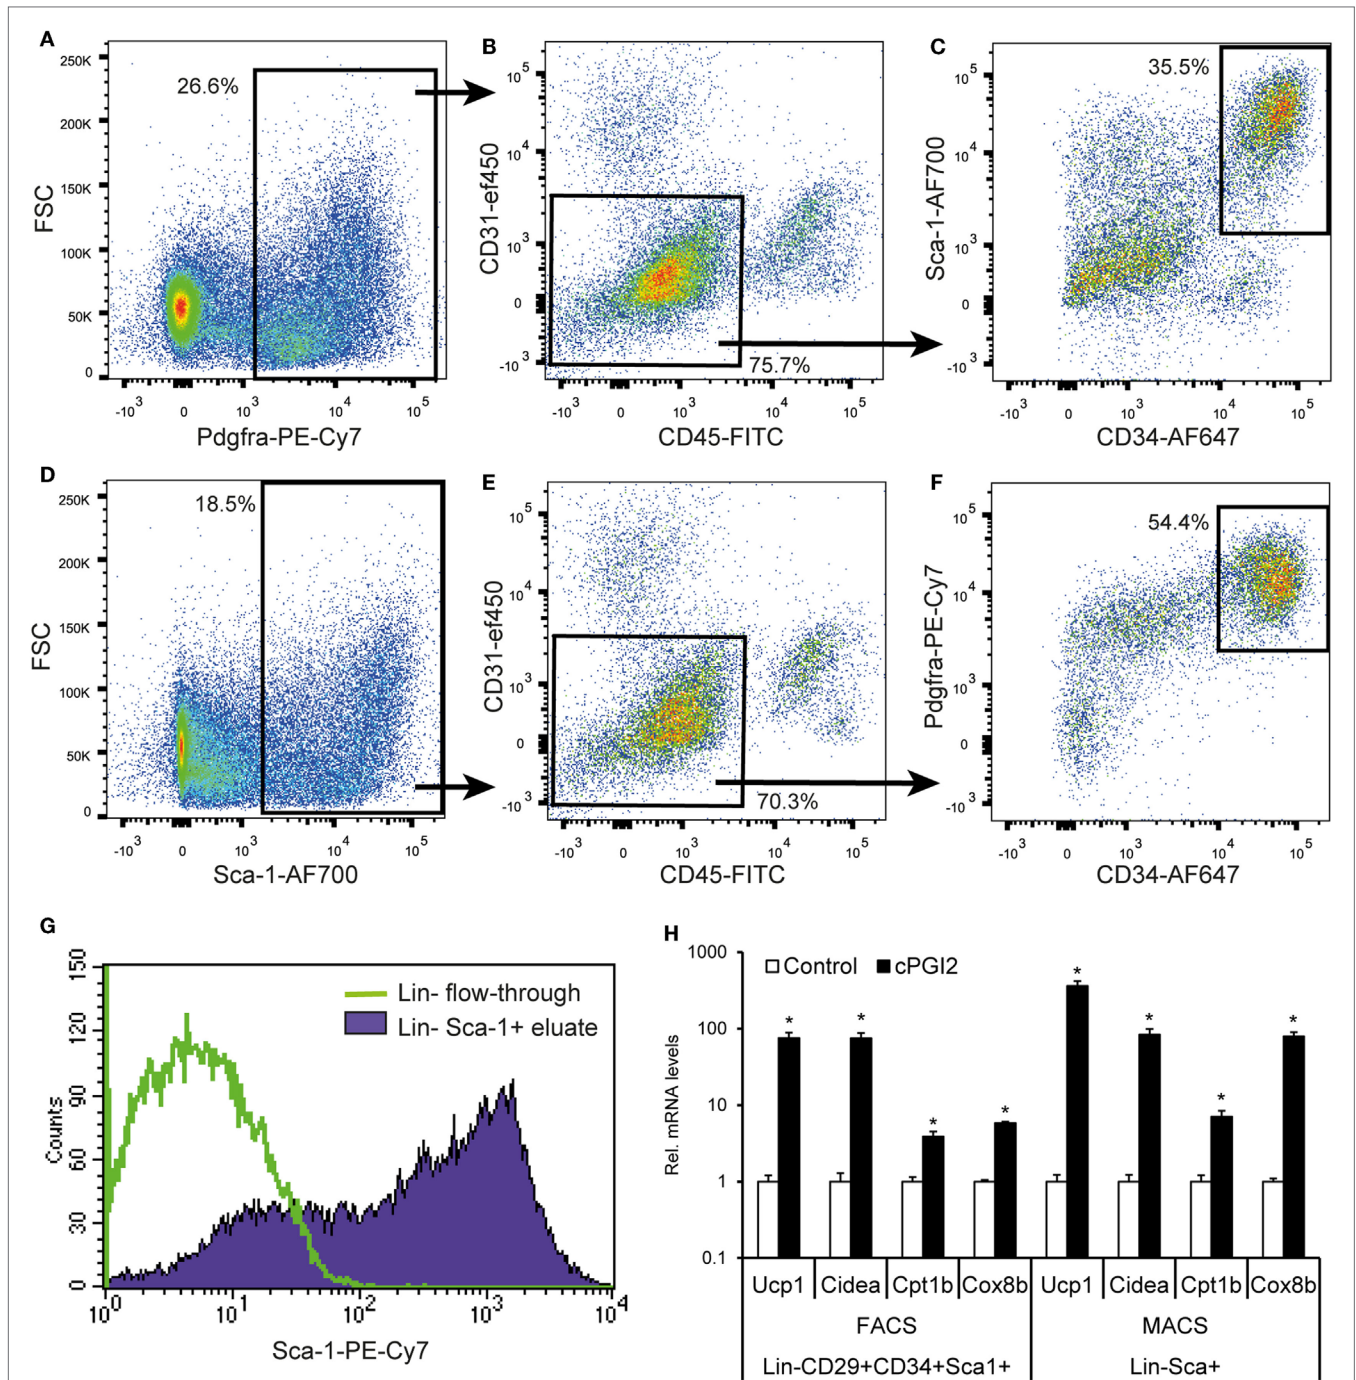 A
250K
200K
150K
100K
50K
0
FSC
26.6%
-10³ 0 10³ 10⁴ 10⁵
Pdgfra-PE-Cy7
B
10⁵
10⁴
10³
0
-10³
CD31-ef450
75.7%
0 10³ 10⁴ 10⁵
CD45-FITC
C
35.5%
10⁵
10⁴
10³
0
-10³
Sca-1-AF700
-10³ 0 10³ 10⁴ 10⁵
CD34-AF647
D
250K
200K
150K
100K
50K
0
FSC
18.5%
-10³ 0 10³ 10⁴ 10⁵
Sca-1-AF700
E
10⁵
10⁴
10³
0
-10³
CD31-ef450
70.3%
-10³ 0 10³ 10⁴ 10⁵
CD45-FITC
F
54.4%
10⁵
10⁴
10³
0
-10³
Pdgfra-PE-Cy7
-10³ 0 10³ 10⁴ 10⁵
CD34-AF647
G
150
120
90
60
30
0
Counts
Lin- flow-through
Lin- Sca-1+ eluate
10⁰ 10¹ 10² 10³ 10⁴
Sca-1-PE-Cy7
H
1000
100
10
1
0.1
Rel. mRNA levels
Control cPGI2
* * * * * * * *
Ucp1 Cidea Cpt1b Cox8b Ucp1 Cidea Cpt1b Cox8b
FACS MACS
Lin-CD29+CD34+Sca1+ Lin-Sca+